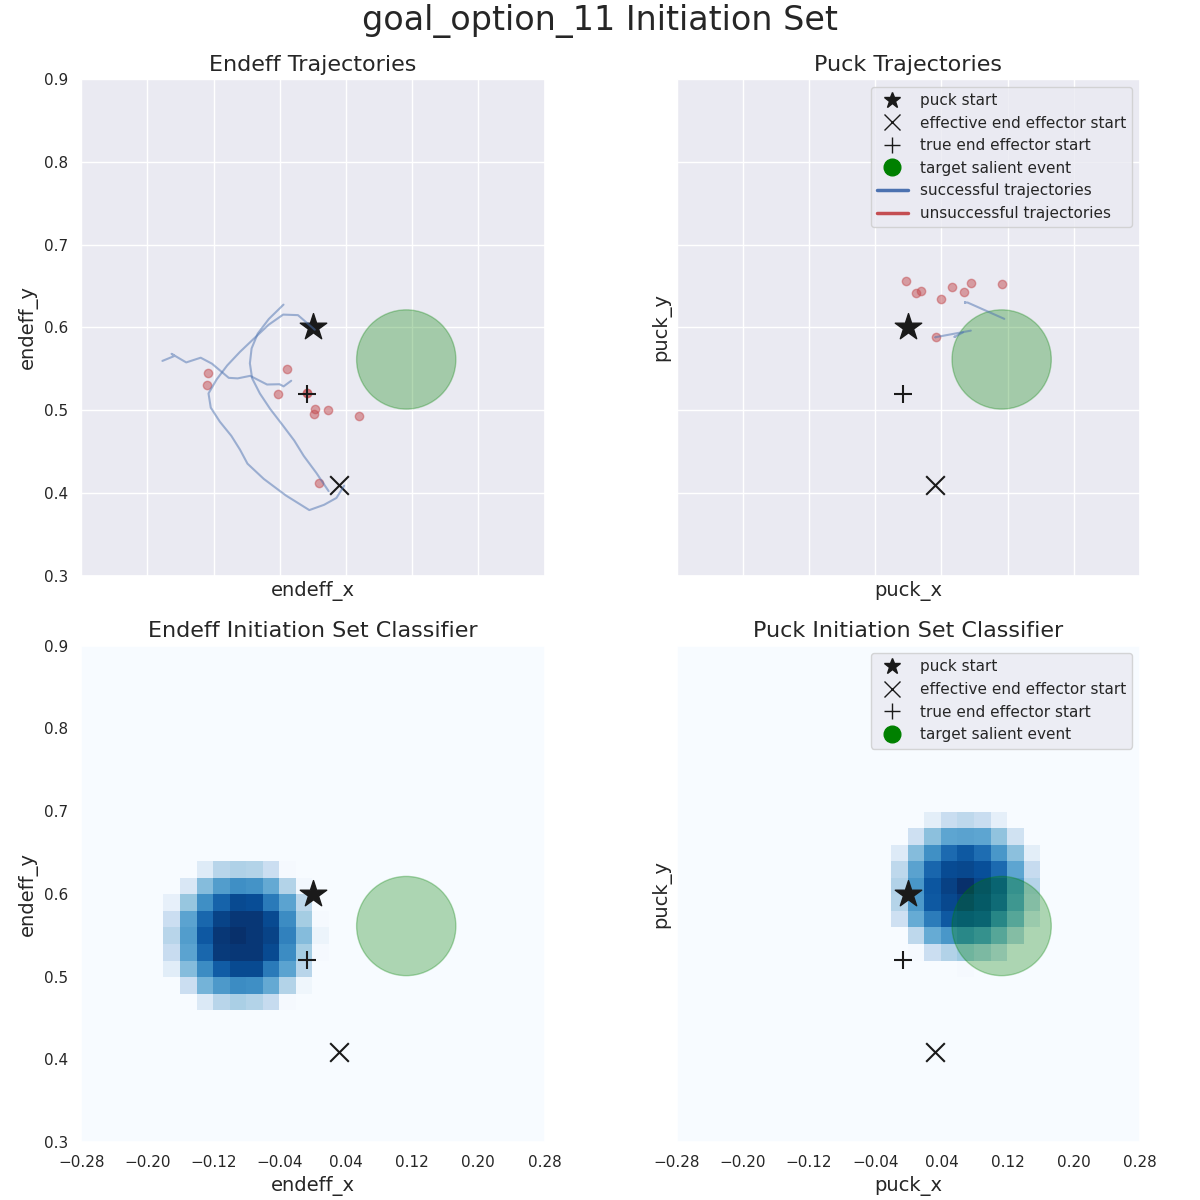 goal_option_11 Initiation Set
Endeff Trajectories
0.9
0.8
0.7
0.6
0.5
0.4
0.3
endeff_y
endeff_x
Puck Trajectories
puck start
effective end effector start
true end effector start
target salient event
successful trajectories
unsuccessful trajectories
puck_y
puck_x
Endeff Initiation Set Classifier
0.9
0.8
0.7
0.6
0.5
0.4
0.3
endeff_y
−0.28 −0.20 −0.12 −0.04 0.04 0.12 0.20 0.28
endeff_x
Puck Initiation Set Classifier
puck start
effective end effector start
true end effector start
target salient event
puck_y
−0.28 −0.20 −0.12 −0.04 0.04 0.12 0.20 0.28
puck_x